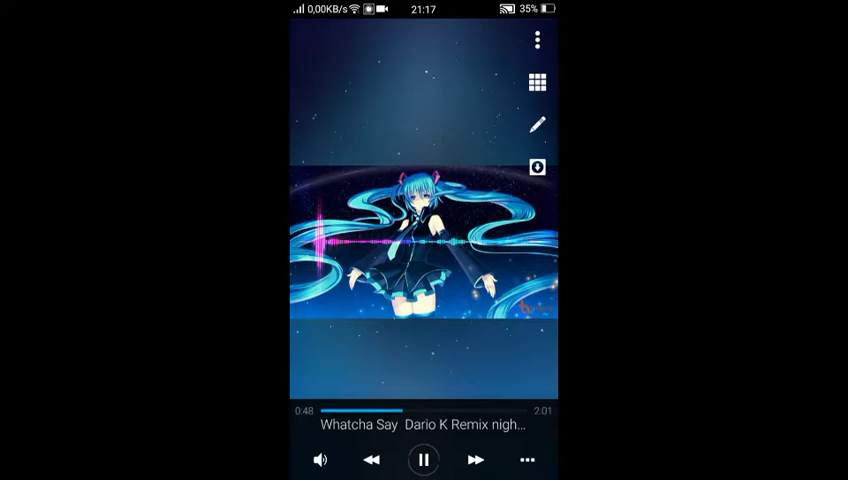 0,00KB/s 21:17 35%
0:48 2:01
Whatcha Say Dario K Remix nigh...